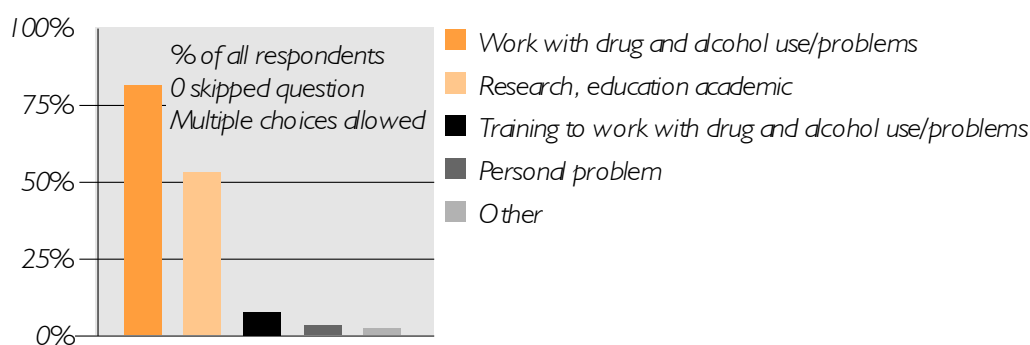 100%
75%
50%
25%
0%
% of all respondents
0 skipped question
Multiple choices allowed
Work with drug and alcohol use/problems
Research, education academic
Training to work with drug and alcohol use/problems
Personal problem
Other